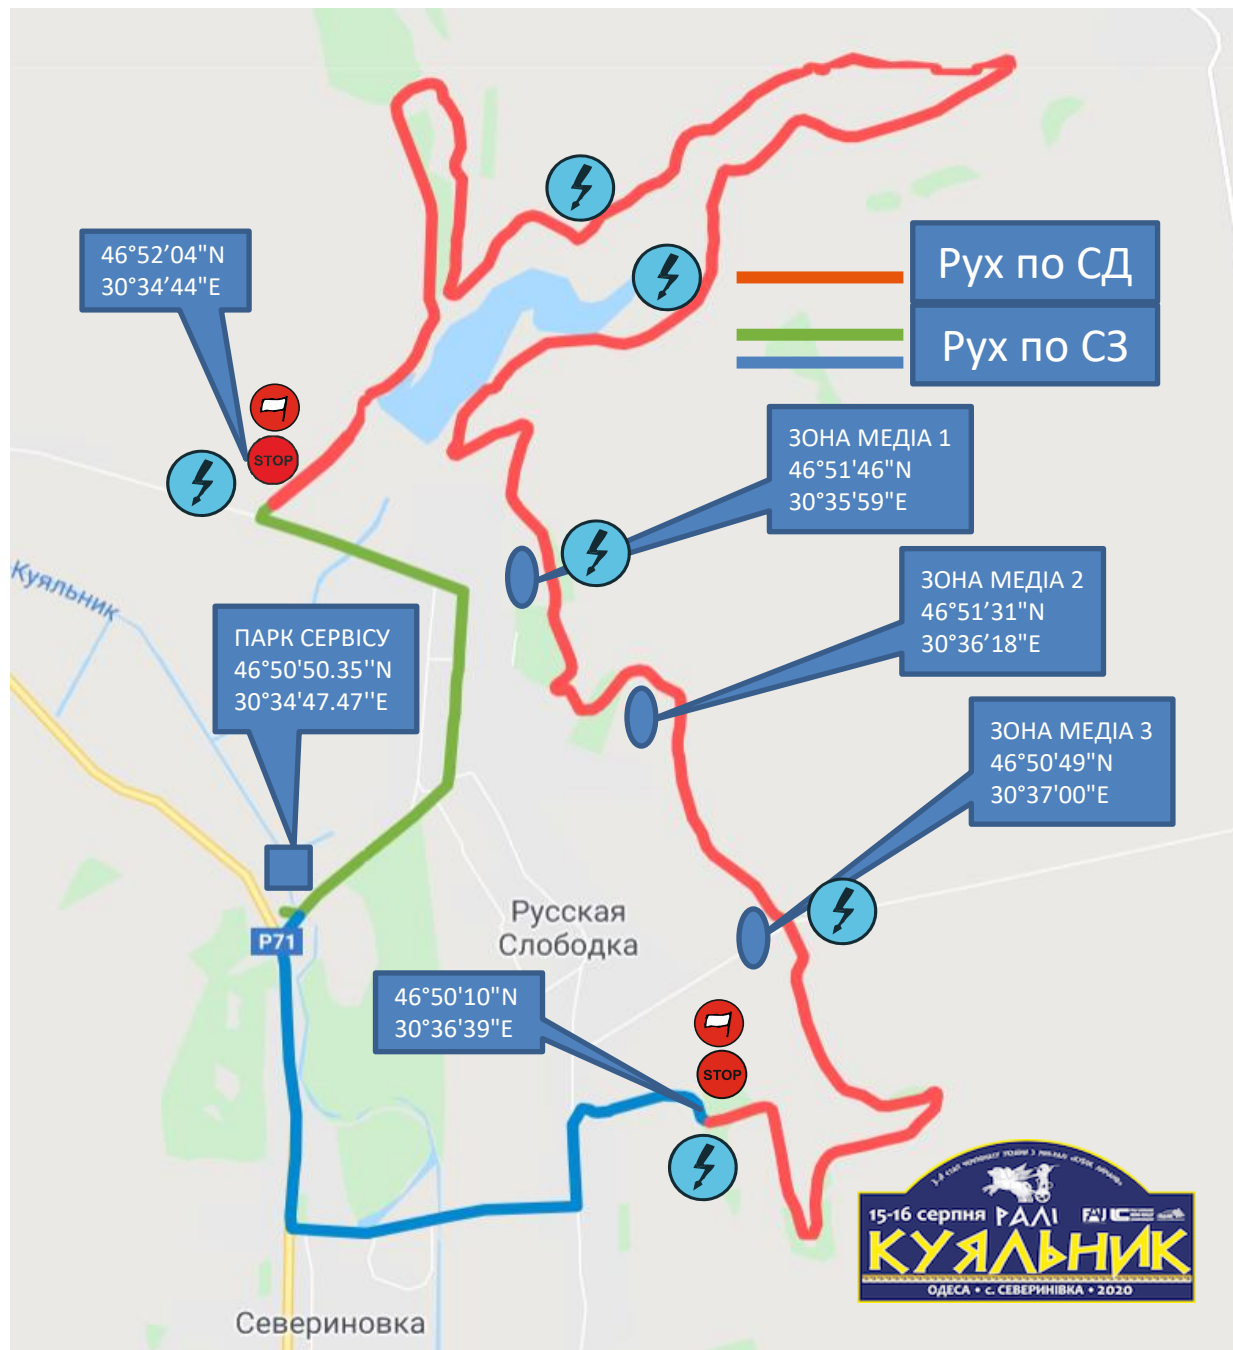 46°52’04"N
30°34’44"E
Рух по СД
Рух по СЗ
STOP
ЗОНА МЕДІА 1
46°51'46"N
30°35'59"E
Куяльник
ЗОНА МЕДІА 2
46°51’31"N
30°36’18"E
ПАРК СЕРВІСУ
46°50'50.35''N
30°34'47.47''E
ЗОНА МЕДІА 3
46°50'49"N
30°37'00"E
Русская
Слободка
P71
46°50'10"N
30°36'39"E
STOP
15-16 серпня РАЛІ
КУЯЛЬНИК
ОДЕСА • с. СЕВЕРИНІВКА • 2020
Севериновка